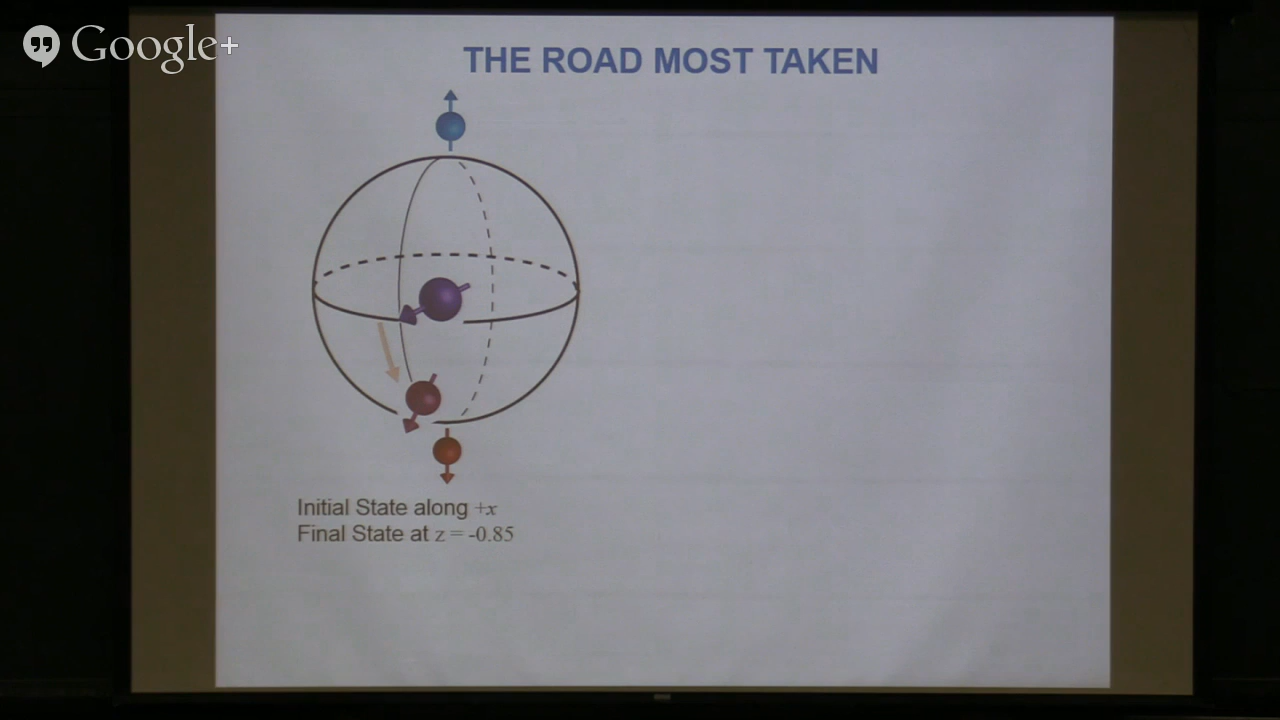 Google+
THE ROAD MOST TAKEN
Initial State along +x
Final State at z = -0.85